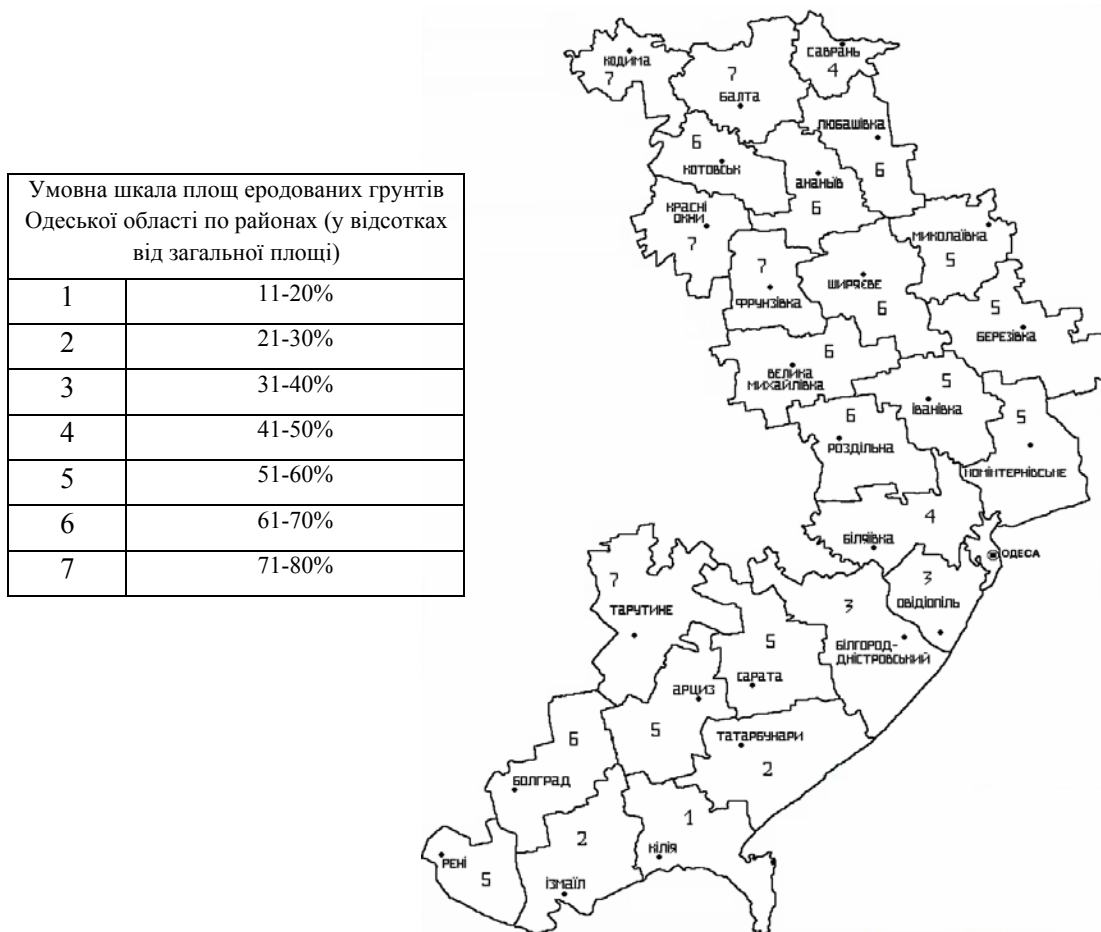 Умовна шкала площ еродованих грунтів
Одеської області по районах (у відсотках
від загальної площі)
1 11-20%
2 21-30%
3 31-40%
4 41-50%
5 51-60%
6 61-70%
7 71-80%
КОДИМА
7
7
БАЛТА
САВРАНЬ
4
ЛЮБАШІВКА
6
6
КОТОВСЬК
АНАНЬЇВ
6
КРАСНІ
ОКНИ
7
МИКОЛАЇВКА
5
7
ФРУНЗІВКА
ШИРЯЄВЕ
6
5
БЕРЕЗІВКА
6
ВЕЛИКА
МИХАЙЛІВКА
5
ІВАНІВКА
6
РОЗДІЛЬНА
5
КОМІНТЕРНІВСЬКЕ
4
БІЛЯЇВКА
ОДЕСА
7
ТАРУТИНЕ
3
ОВІДІОПІЛЬ
3
БІЛГОРОД-
ДНІСТРОВСЬКИЙ
5
САРАТА
АРЦИЗ
5
ТАТАРБУНАРИ
2
6
БОЛГРАД
2
ІЗМАЇЛ
1
КІЛІЯ
РЕНІ
5